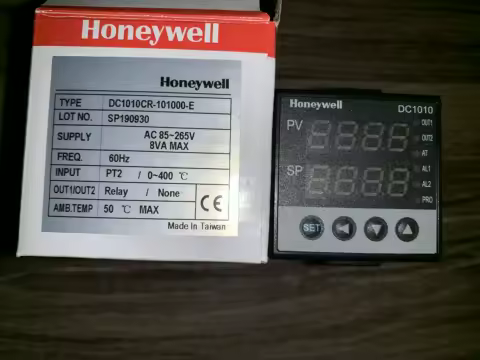 Honeywell
Honeywell
TYPE DC1010CR-101000-E
LOT NO. SP190930
SUPPLY AC 85~265V
8VA MAX
FREQ. 60Hz
INPUT PT2 / 0~400 ℃
OUT1/OUT2 Relay / None
AMB.TEMP 50 ℃ MAX
CE
Made In Taiwan
Honeywell DC1010
PV
OUT1
OUT2
AT
SP
AL1
AL2
PRO
SET